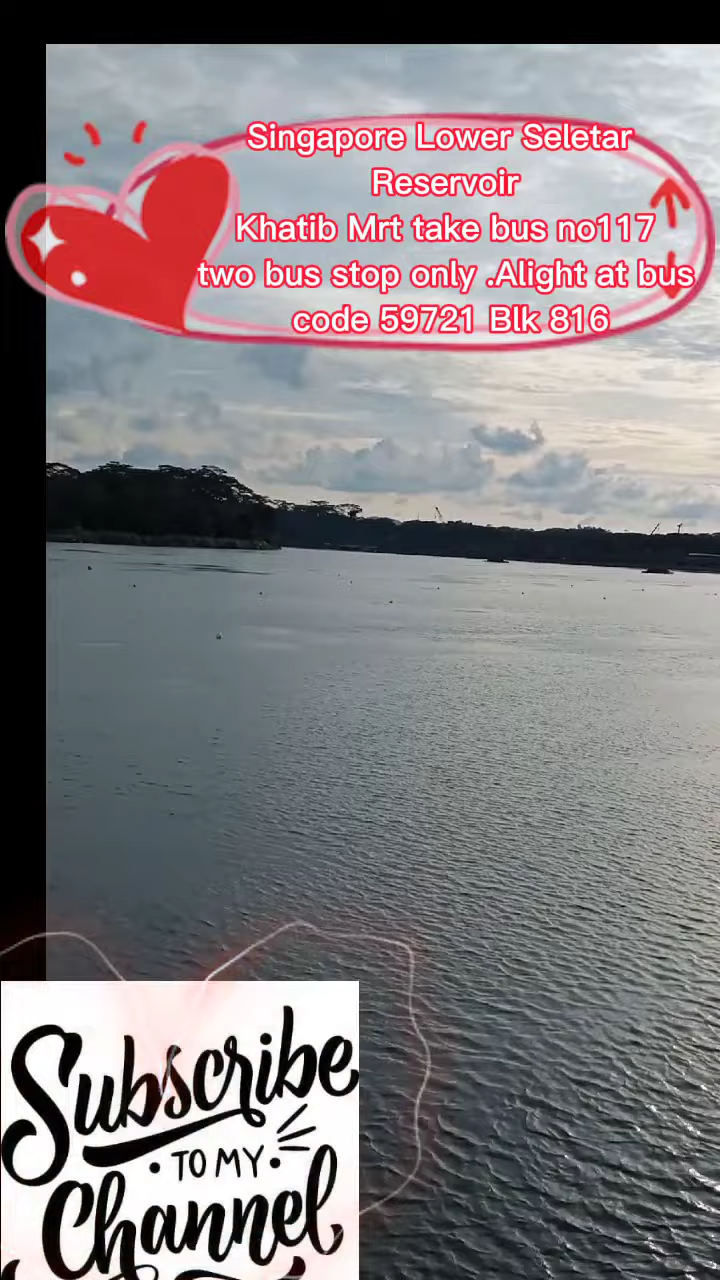 Singapore Lower Seletar
Reservoir
Khatib Mrt take bus no117
two bus stop only .Alight at bus
code 59721 Blk 816
Subscribe
• TO MY •
Channel